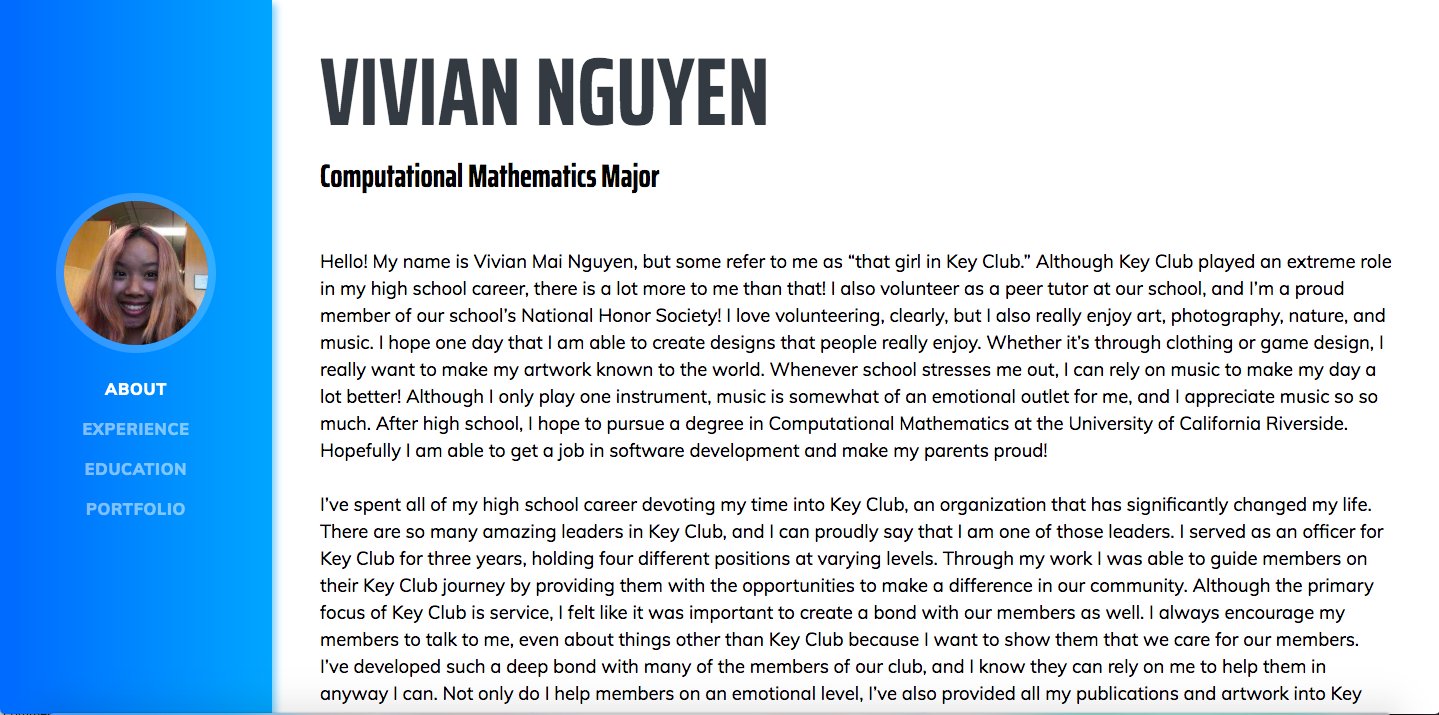 VIVIAN NGUYEN
Computational Mathematics Major
ABOUT
EXPERIENCE
EDUCATION
PORTFOLIO
Hello! My name is Vivian Mai Nguyen, but some refer to me as “that girl in Key Club.” Although Key Club played an extreme role
in my high school career, there is a lot more to me than that! I also volunteer as a peer tutor at our school, and I’m a proud
member of our school’s National Honor Society! I love volunteering, clearly, but I also really enjoy art, photography, nature, and
music. I hope one day that I am able to create designs that people really enjoy. Whether it’s through clothing or game design, I
really want to make my artwork known to the world. Whenever school stresses me out, I can rely on music to make my day a
lot better! Although I only play one instrument, music is somewhat of an emotional outlet for me, and I appreciate music so so
much. After high school, I hope to pursue a degree in Computational Mathematics at the University of California Riverside.
Hopefully I am able to get a job in software development and make my parents proud!
I’ve spent all of my high school career devoting my time into Key Club, an organization that has significantly changed my life.
There are so many amazing leaders in Key Club, and I can proudly say that I am one of those leaders. I served as an officer for
Key Club for three years, holding four different positions at varying levels. Through my work I was able to guide members on
their Key Club journey by providing them with the opportunities to make a difference in our community. Although the primary
focus of Key Club is service, I felt like it was important to create a bond with our members as well. I always encourage my
members to talk to me, even about things other than Key Club because I want to show them that we care for our members.
I’ve developed such a deep bond with many of the members of our club, and I know they can rely on me to help them in
anyway I can. Not only do I help members on an emotional level, I’ve also provided all my publications and artwork into Key